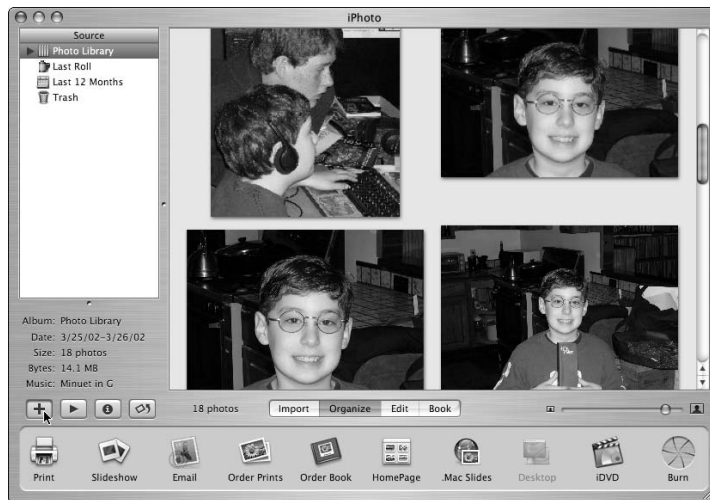 iPhoto
Source
Photo Library
Last Roll
Last 12 Months
Trash
Album: Photo Library
Date: 3/25/02–3/26/02
Size: 18 photos
Bytes: 14.1 MB
Music: Minuet in G
18 photos
Import Organize Edit Book
Print Slideshow Email Order Prints Order Book HomePage .Mac Slides Desktop iDVD Burn